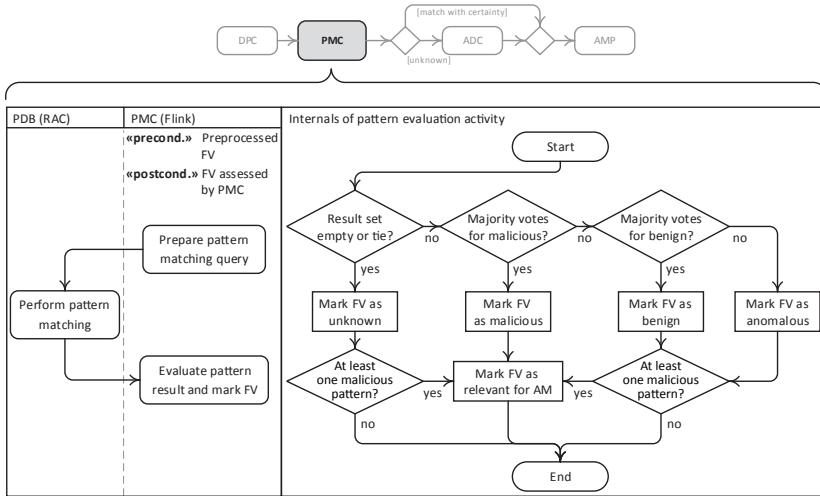 [match with certainty]
DPC
PMC
ADC
AMP
[unknown]
PDB (RAC)
PMC (Flink)
«precond.» Preprocessed
FV
«postcond.» FV assessed
by PMC
Prepare pattern
matching query
Perform pattern
matching
Evaluate pattern
result and mark FV
Internals of pattern evaluation activity
Start
Result set
empty or tie?
no
Majority votes
for malicious?
no
Majority votes
for benign?
no
yes
yes
yes
Mark FV as
unknown
Mark FV
as malicious
Mark FV as
benign
Mark FV as
anomalous
At least
one malicious
pattern?
yes
Mark FV as
relevant for AM
yes
At least
one malicious
pattern?
no
no
End